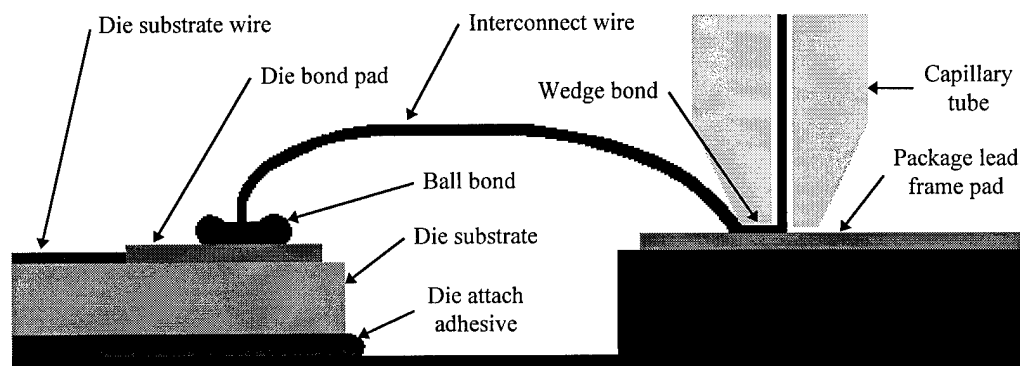 Die substrate wire
Interconnect wire
Die bond pad
Wedge bond
Capillary
tube
Package lead
frame pad
Ball bond
Die substrate
Die attach
adhesive